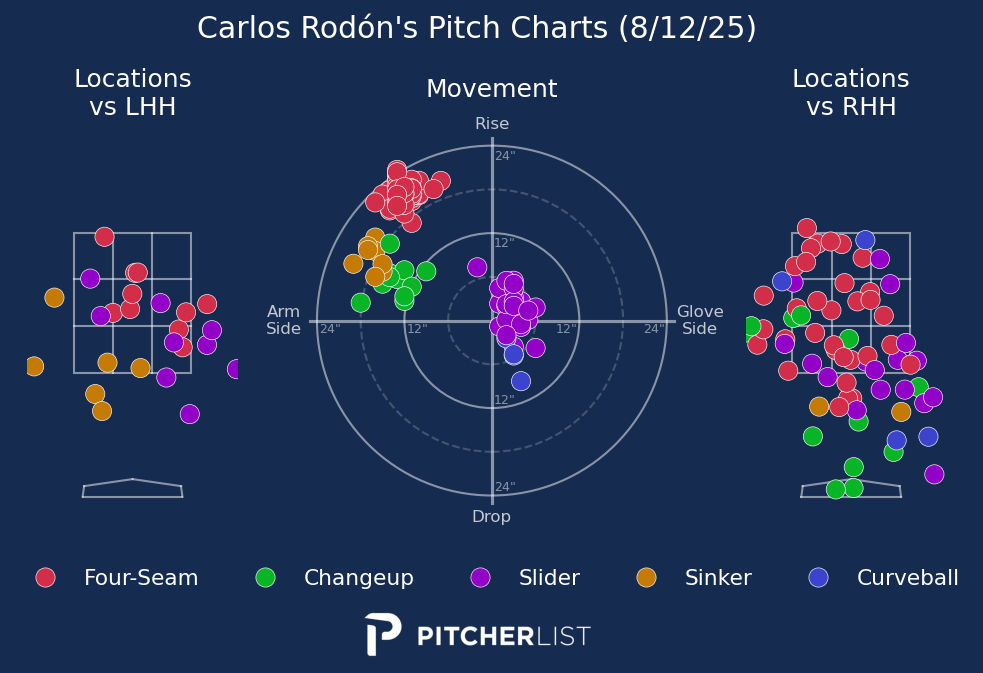 Carlos Rodón's Pitch Charts (8/12/25)
Locations
vs LHH
Movement
Locations
vs RHH
Rise
24"
12"
Arm
Side
24"
12"
12"
24"
Glove
Side
12"
24"
Drop
Four-Seam
Changeup
Slider
Sinker
Curveball
PITCHERLIST